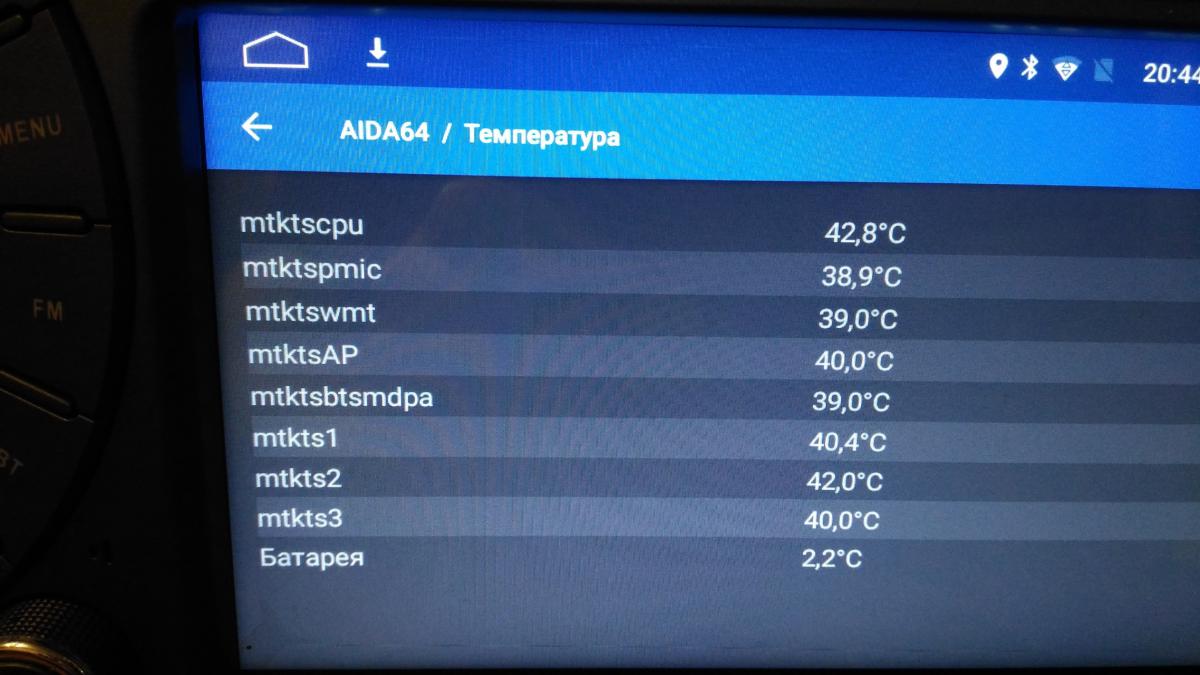 20:44
MENU
AIDA64 / Температура
mtktscpu 42,8°C
mtktspmic 38,9°C
FM
mtktswmt 39,0°C
mtktsAP 40,0°C
mtktsbtsmdpa 39,0°C
BT
mtkts1 40,4°C
mtkts2 42,0°C
mtkts3 40,0°C
Батарея 2,2°C